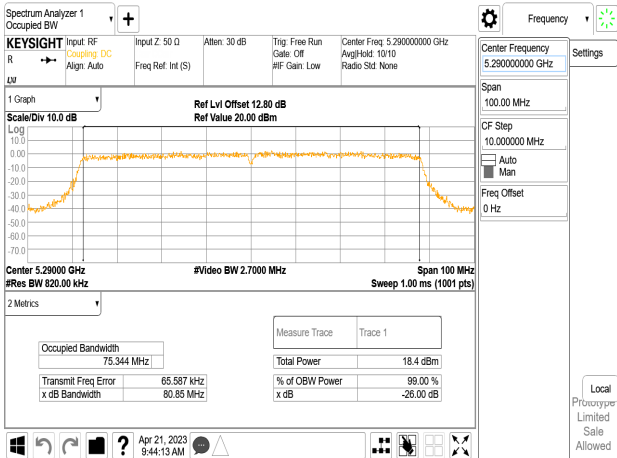 Spectrum Analyzer 1
Occupied BW
Frequency
KEYSIGHT Input: RF Input Z: 50 Ω Atten: 30 dB Trig: Free Run Center Freq: 5.290000000 GHz
R Coupling: DC Gate: Off Avg|Hold: 10/10
Align: Auto Freq Ref: Int (S) #IF Gain: Low Radio Std: None
LXI
Center Frequency
5.290000000 GHz
Settings
Span
100.00 MHz
CF Step
10.000000 MHz
Auto
Man
Freq Offset
0 Hz
1 Graph
Ref Lvl Offset 12.80 dB
Scale/Div 10.0 dB Ref Value 20.00 dBm
Log
10.0
0.00
-10.0
-20.0
-30.0
-40.0
-50.0
-60.0
-70.0
Center 5.29000 GHz #Video BW 2.7000 MHz Span 100 MHz
#Res BW 820.00 kHz Sweep 1.00 ms (1001 pts)
2 Metrics
Measure Trace Trace 1
Occupied Bandwidth
75.344 MHz Total Power 18.4 dBm
Transmit Freq Error 65.587 kHz % of OBW Power 99.00 %
x dB Bandwidth 80.85 MHz x dB -26.00 dB
Local
Prototype
Limited
Sale
Allowed
Apr 21, 2023
9:44:13 AM